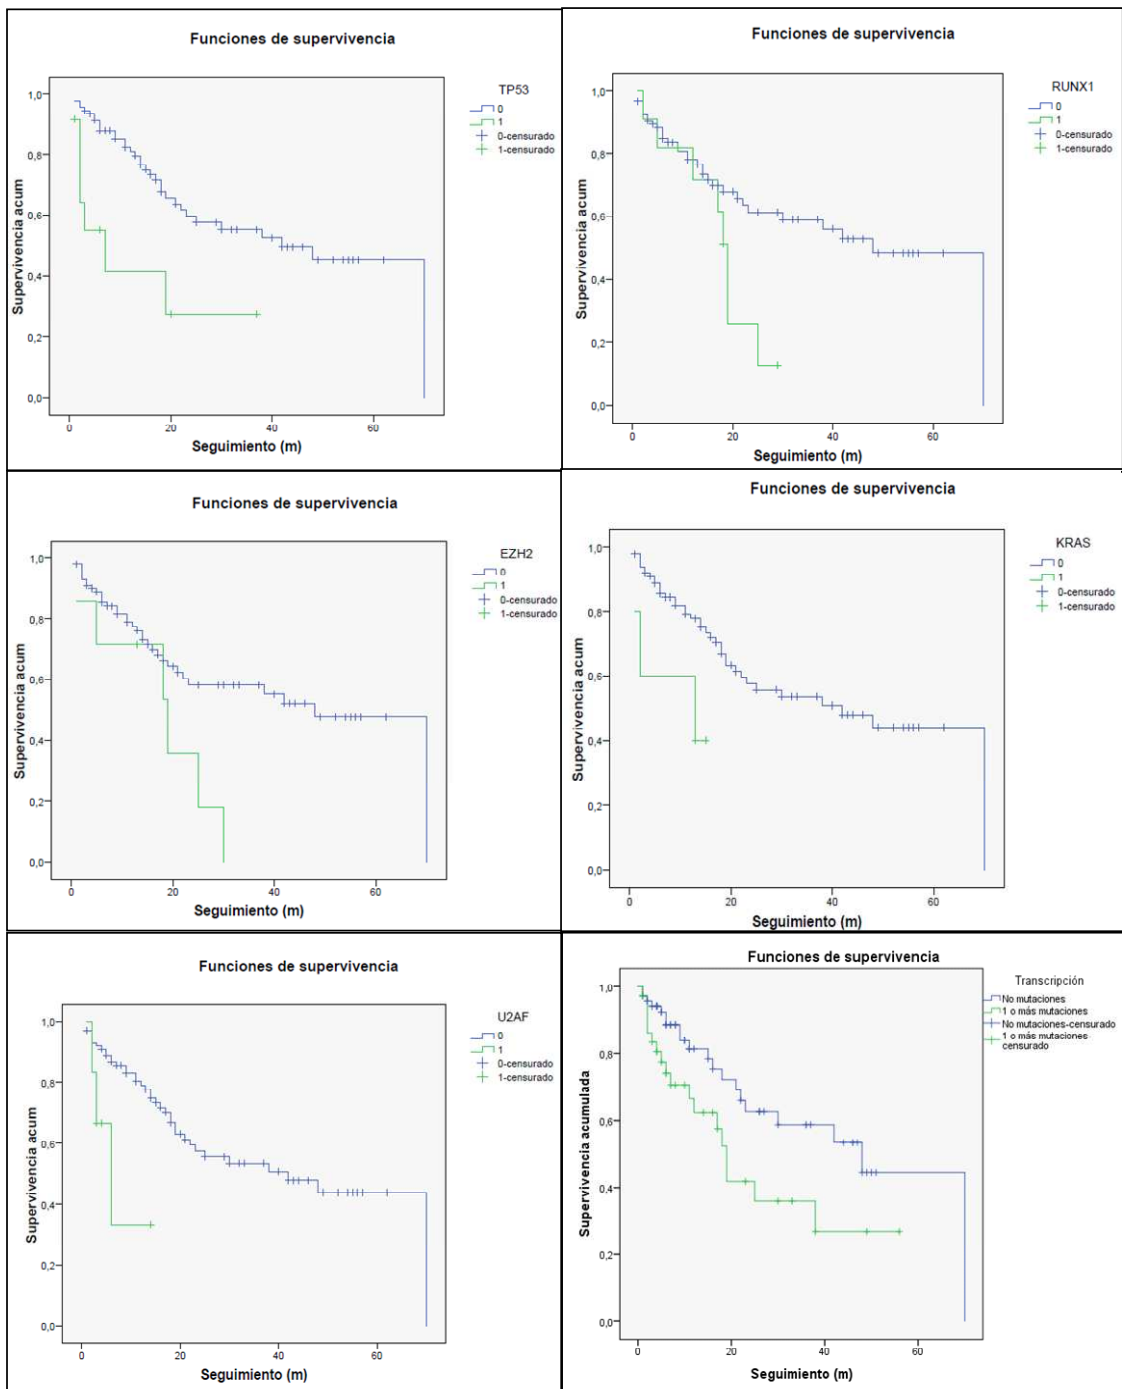 Funciones de supervivencia
TP53
0
1
0-censurado
1-censurado
Supervivencia acum
1,0
0,8
0,6
0,4
0,2
0,0
0 20 40 60
Seguimiento (m)
Funciones de supervivencia
RUNX1
0
1
0-censurado
1-censurado
Supervivencia acum
1,0
0,8
0,6
0,4
0,2
0,0
0 20 40 60
Seguimiento (m)
Funciones de supervivencia
EZH2
0
1
0-censurado
1-censurado
Supervivencia acum
1,0
0,8
0,6
0,4
0,2
0,0
0 20 40 60
Seguimiento (m)
Funciones de supervivencia
KRAS
0
1
0-censurado
1-censurado
Supervivencia acum
1,0
0,8
0,6
0,4
0,2
0,0
0 20 40 60
Seguimiento (m)
Funciones de supervivencia
U2AF
0
1
0-censurado
1-censurado
Supervivencia acum
1,0
0,8
0,6
0,4
0,2
0,0
0 20 40 60
Seguimiento (m)
Funciones de supervivencia
Transcripción
No mutaciones
1 o más mutaciones
No mutaciones-censurado
1 o más mutaciones
censurado
Supervivencia acumulada
1,0
0,8
0,6
0,4
0,2
0,0
0 20 40 60
Seguimiento (m)